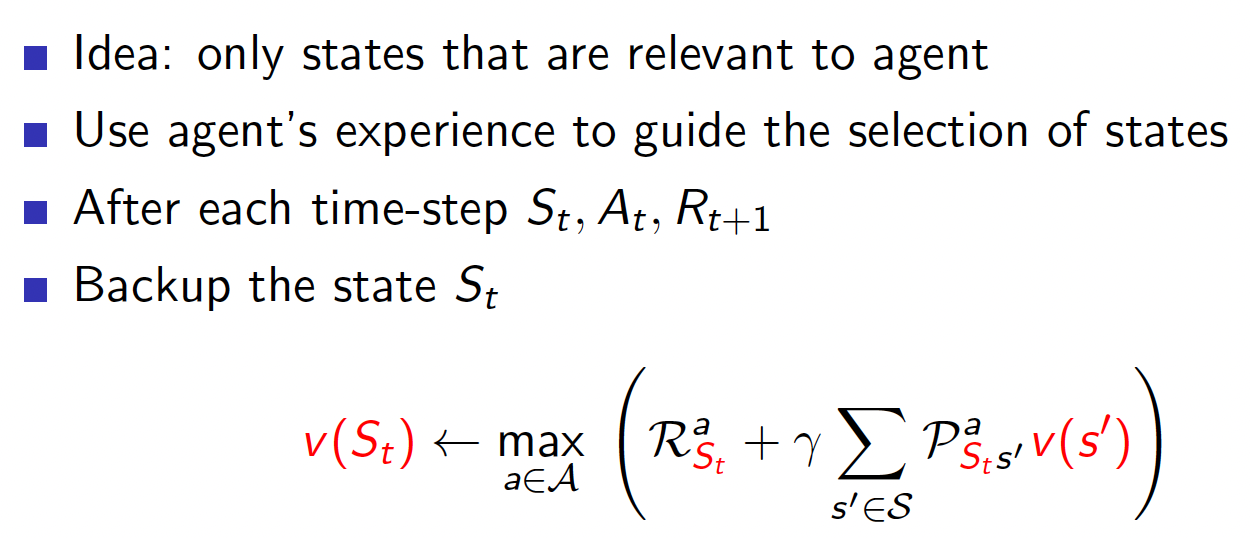 Idea: only states that are relevant to agent
Use agent's experience to guide the selection of states
After each time-step $S_t, A_t, R_{t+1}$
Backup the state $S_t$
$v(S_t) \leftarrow \max_{a \in \mathcal{A}} \left( \mathcal{R}^a_{S_t} + \gamma \sum_{s' \in \mathcal{S}} \mathcal{P}^a_{S_t s'} v(s') \right)$